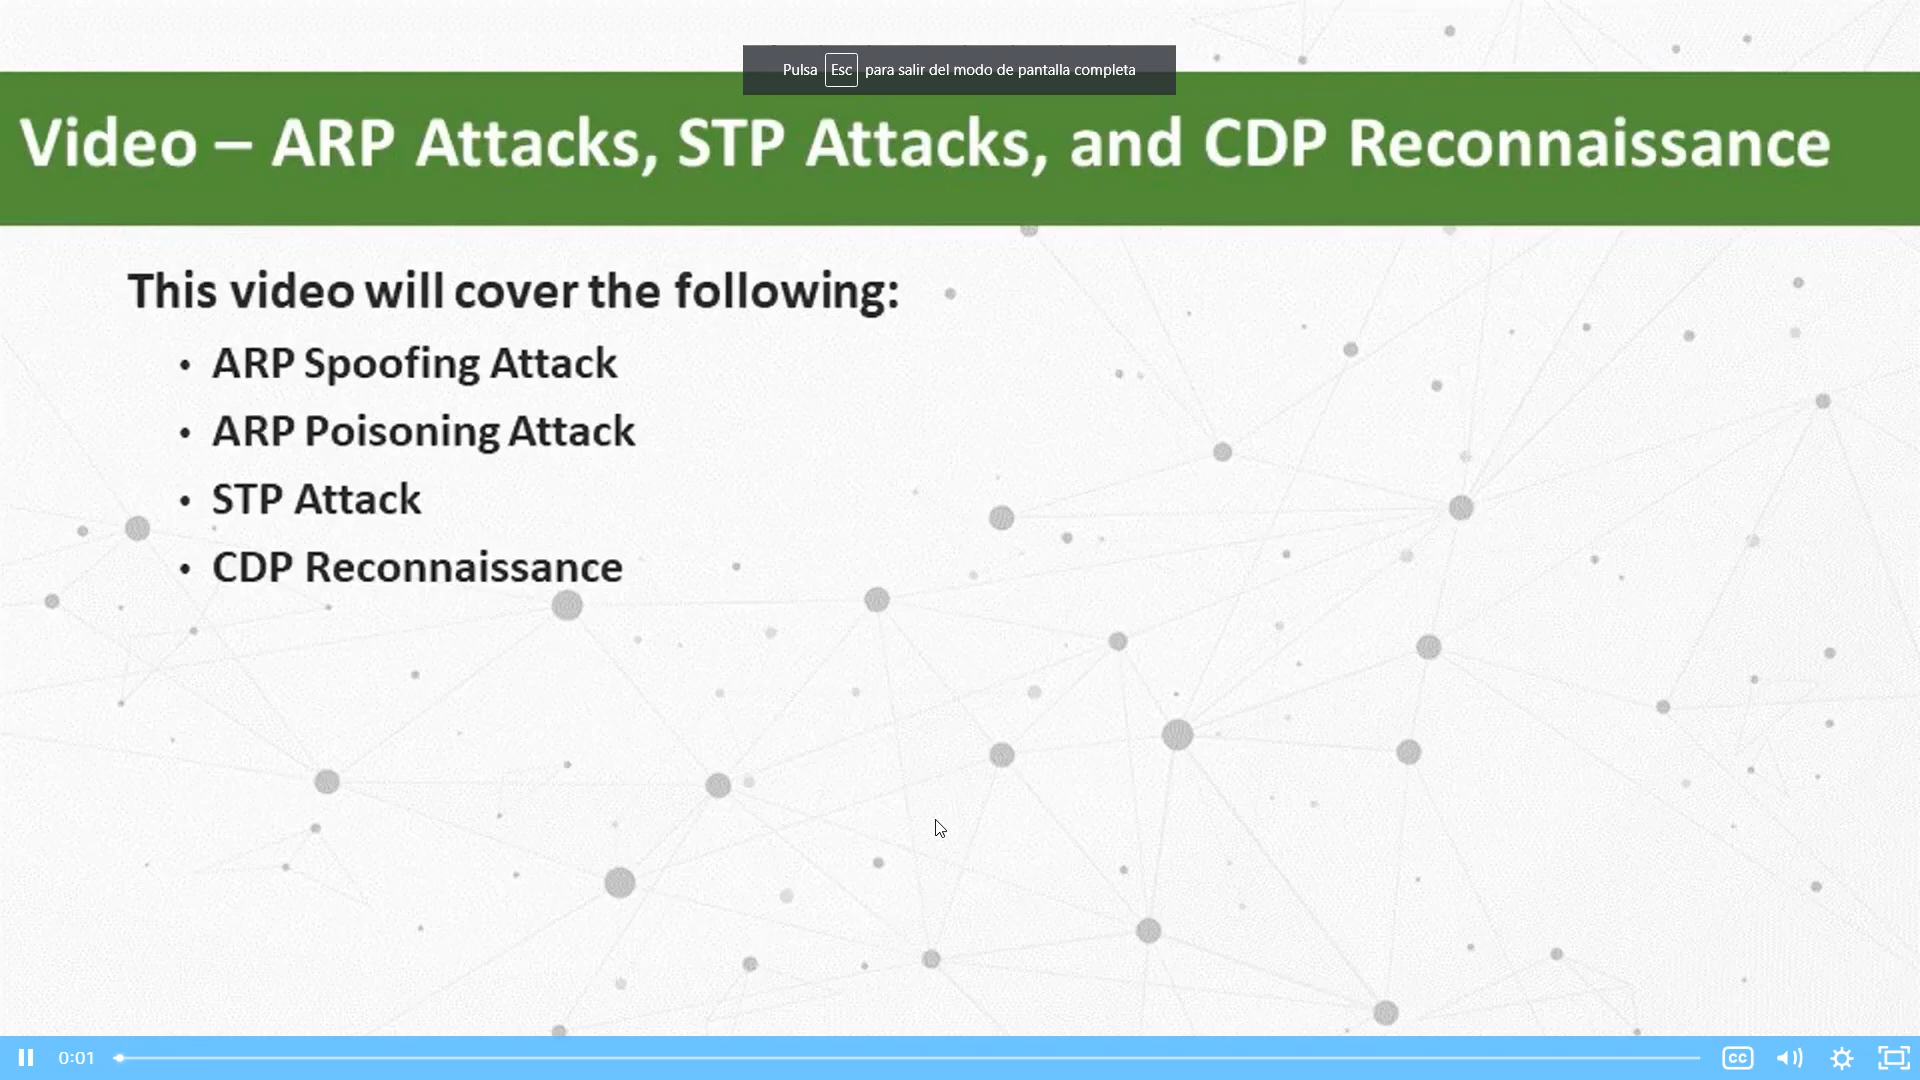 Pulsa Esc para salir del modo de pantalla completa
Video – ARP Attacks, STP Attacks, and CDP Reconnaissance
This video will cover the following:
• ARP Spoofing Attack
• ARP Poisoning Attack
• STP Attack
• CDP Reconnaissance
0:01
CC